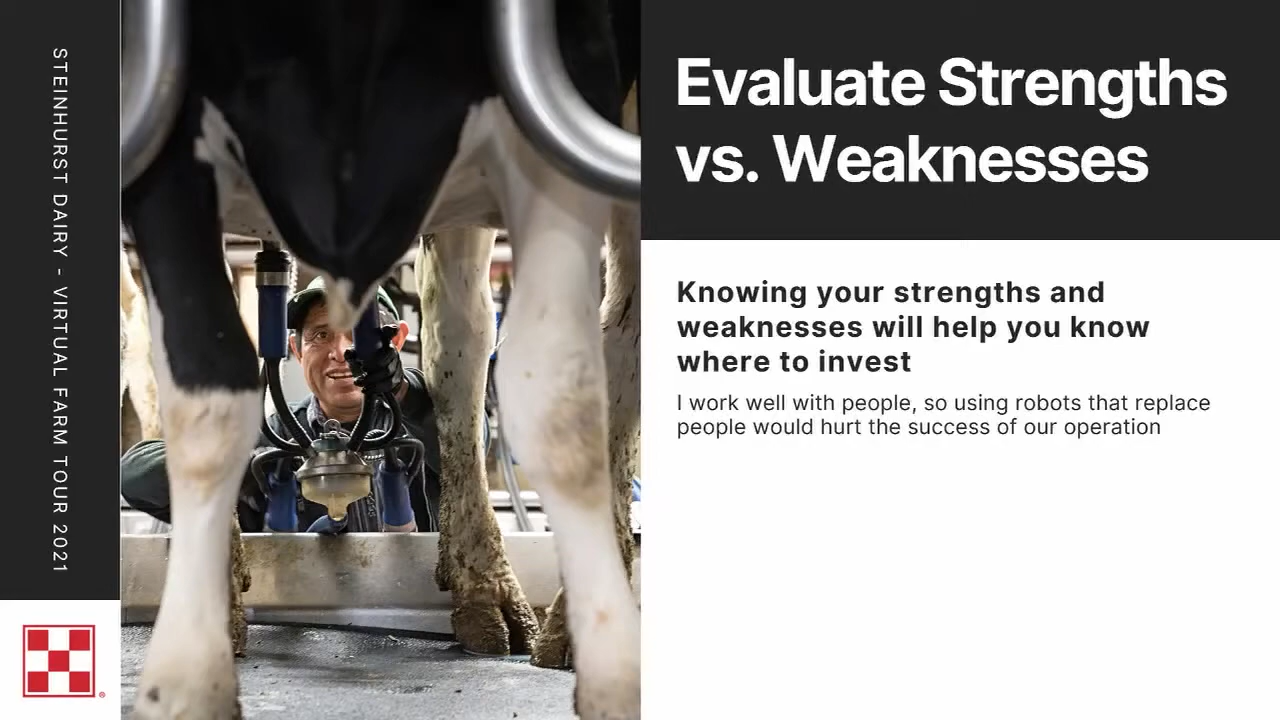 STEINHURST DAIRY - VIRTUAL FARM TOUR 2021
Evaluate Strengths
vs. Weaknesses
Knowing your strengths and
weaknesses will help you know
where to invest
I work well with people, so using robots that replace
people would hurt the success of our operation
®